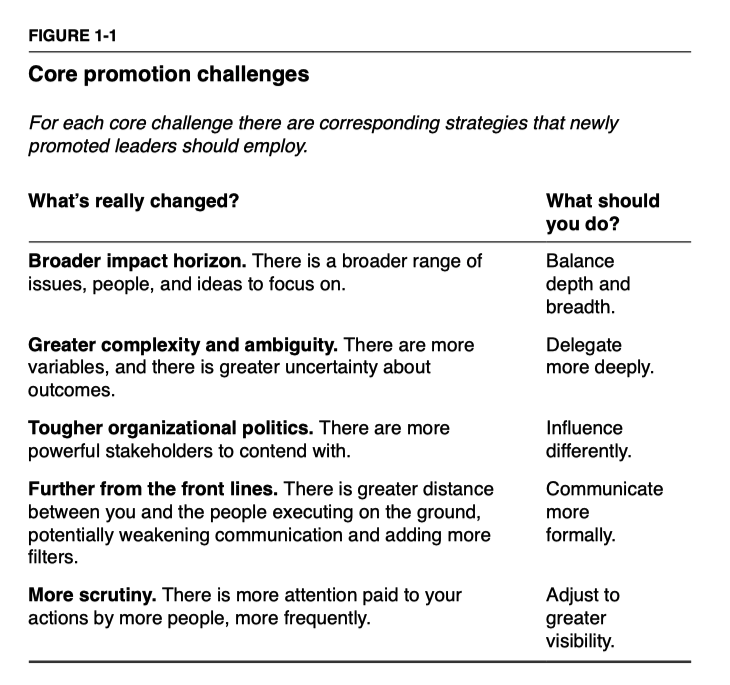 FIGURE 1-1
Core promotion challenges
For each core challenge there are corresponding strategies that newly
promoted leaders should employ.
What's really changed?
What should
you do?
Broader impact horizon. There is a broader range of
issues, people, and ideas to focus on.
Balance
depth and
breadth.
Greater complexity and ambiguity. There are more
variables, and there is greater uncertainty about
outcomes.
Delegate
more deeply.
Tougher organizational politics. There are more
powerful stakeholders to contend with.
Influence
differently.
Further from the front lines. There is greater distance
between you and the people executing on the ground,
potentially weakening communication and adding more
filters.
Communicate
more
formally.
More scrutiny. There is more attention paid to your
actions by more people, more frequently.
Adjust to
greater
visibility.